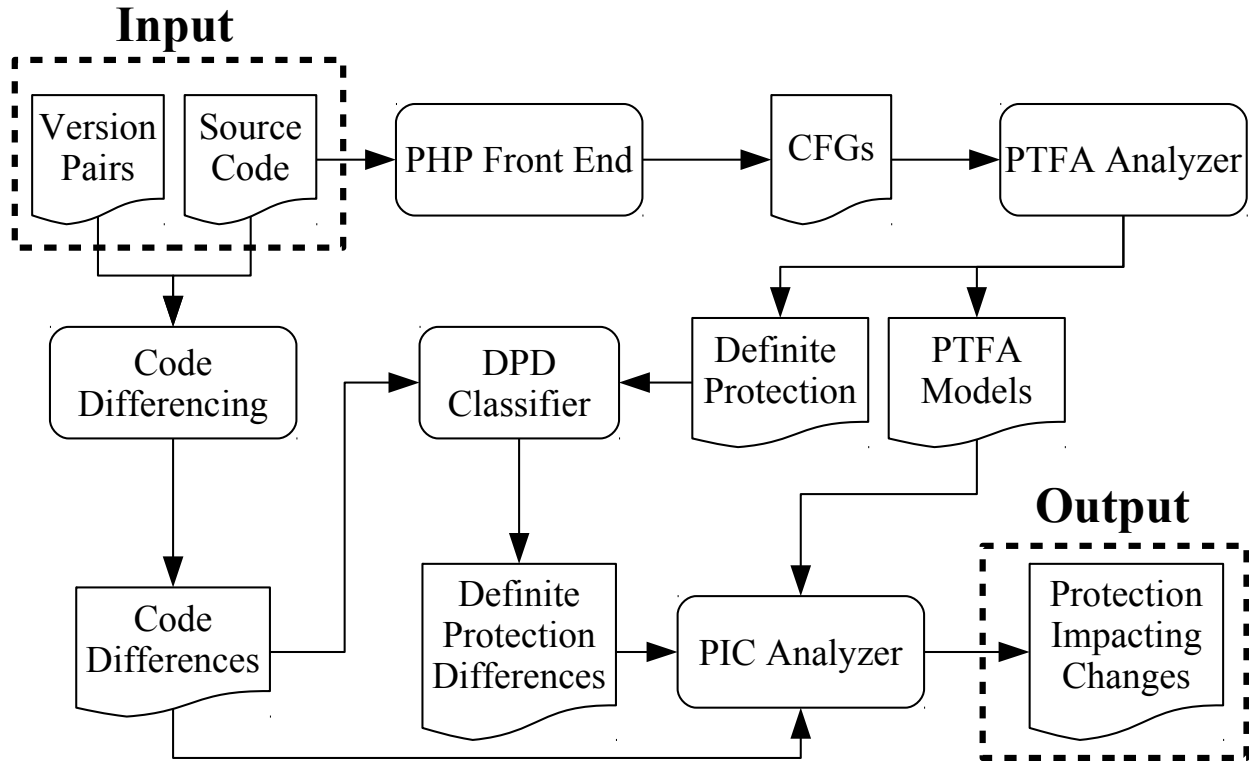 Input
Version
Pairs
Source
Code
PHP Front End
CFGs
PTFA Analyzer
Code
Differencing
DPD
Classifier
Definite
Protection
PTFA
Models
Output
Code
Differences
Definite
Protection
Differences
PIC Analyzer
Protection
Impacting
Changes